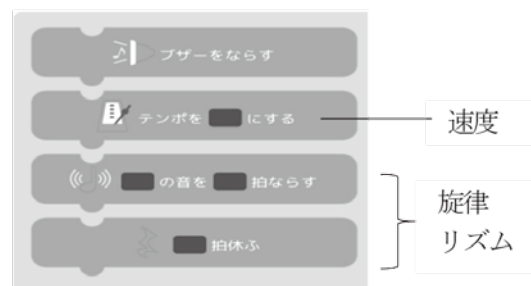 ブザーをならす
テンポを にする
速度
の音を 拍ならす
旋律
リズム
拍休ふ